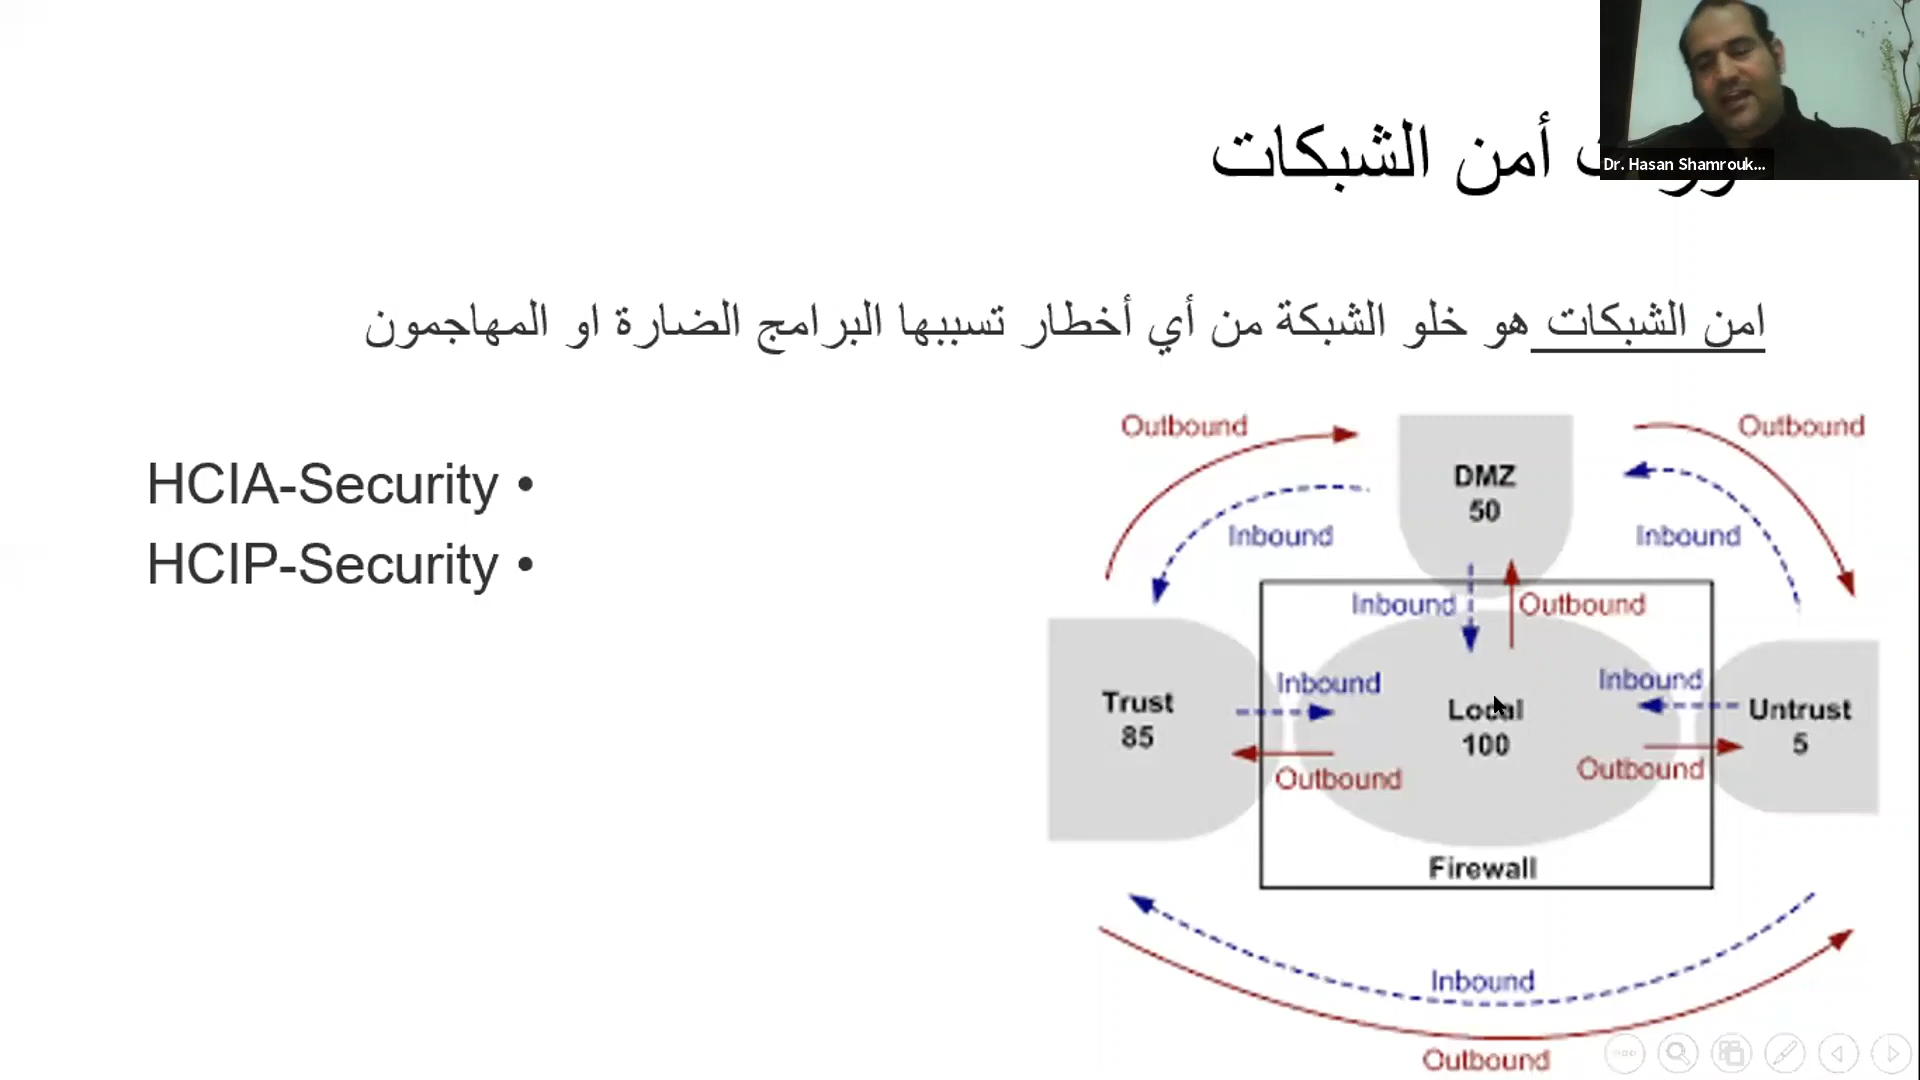 Dr. Hasan Shamrouk...
أمن الشبكات
امن الشبكات هو خلو الشبكة من أي أخطار تسببها البرامج الضارة او المهاجمون
HCIA-Security •
HCIP-Security •
Outbound
Outbound
DMZ
50
Inbound
Inbound
Inbound
Outbound
Trust
85
Inbound
Outbound
Local
100
Inbound
Outbound
Untrust
5
Firewall
Inbound
Outbound